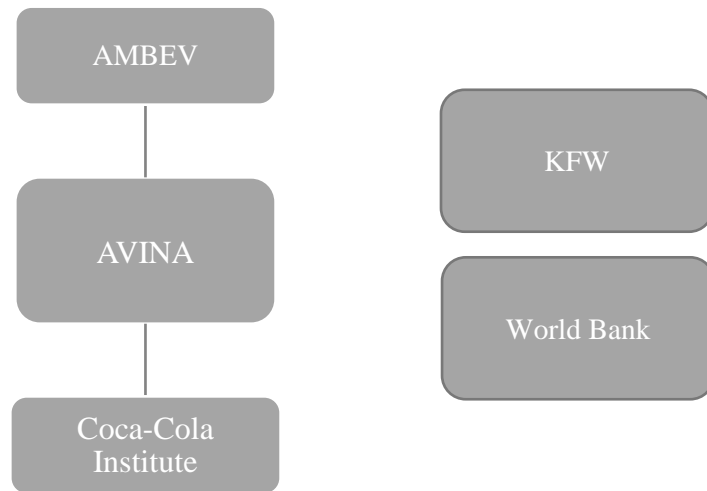 AMBEV
KFW
AVINA
World Bank
Coca-Cola
Institute